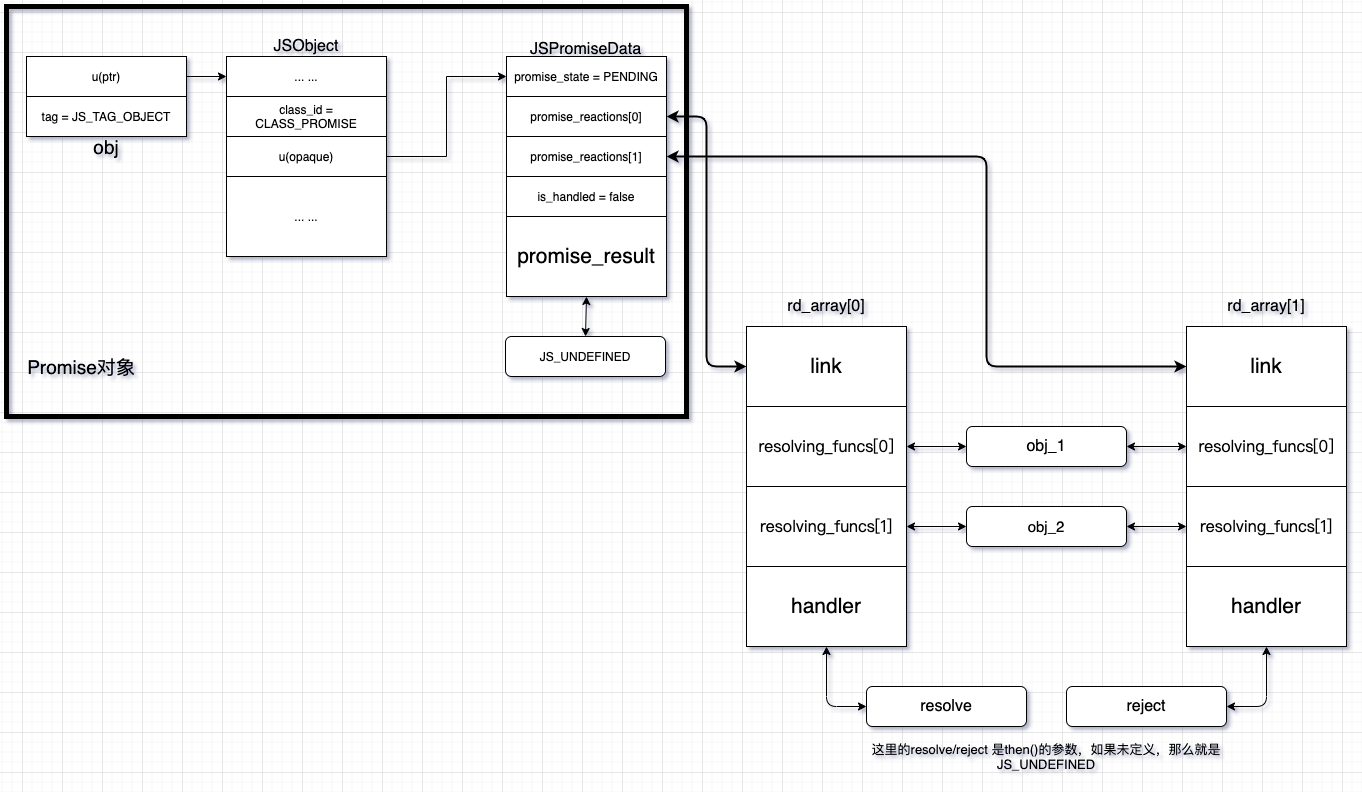 JSObject
JSPromiseData
u(ptr)
tag = JS_TAG_OBJECT
obj
... ...
class_id =
CLASS_PROMISE
u(opaque)
... ...
promise_state = PENDING
promise_reactions[0]
promise_reactions[1]
is_handled = false
promise_result
JS_UNDEFINED
Promise对象
rd_array[0]
link
resolving_funcs[0]
resolving_funcs[1]
handler
obj_1
obj_2
rd_array[1]
link
resolving_funcs[0]
resolving_funcs[1]
handler
resolve
reject
这里的resolve/reject 是then()的参数，如果未定义，那么就是
JS_UNDEFINED